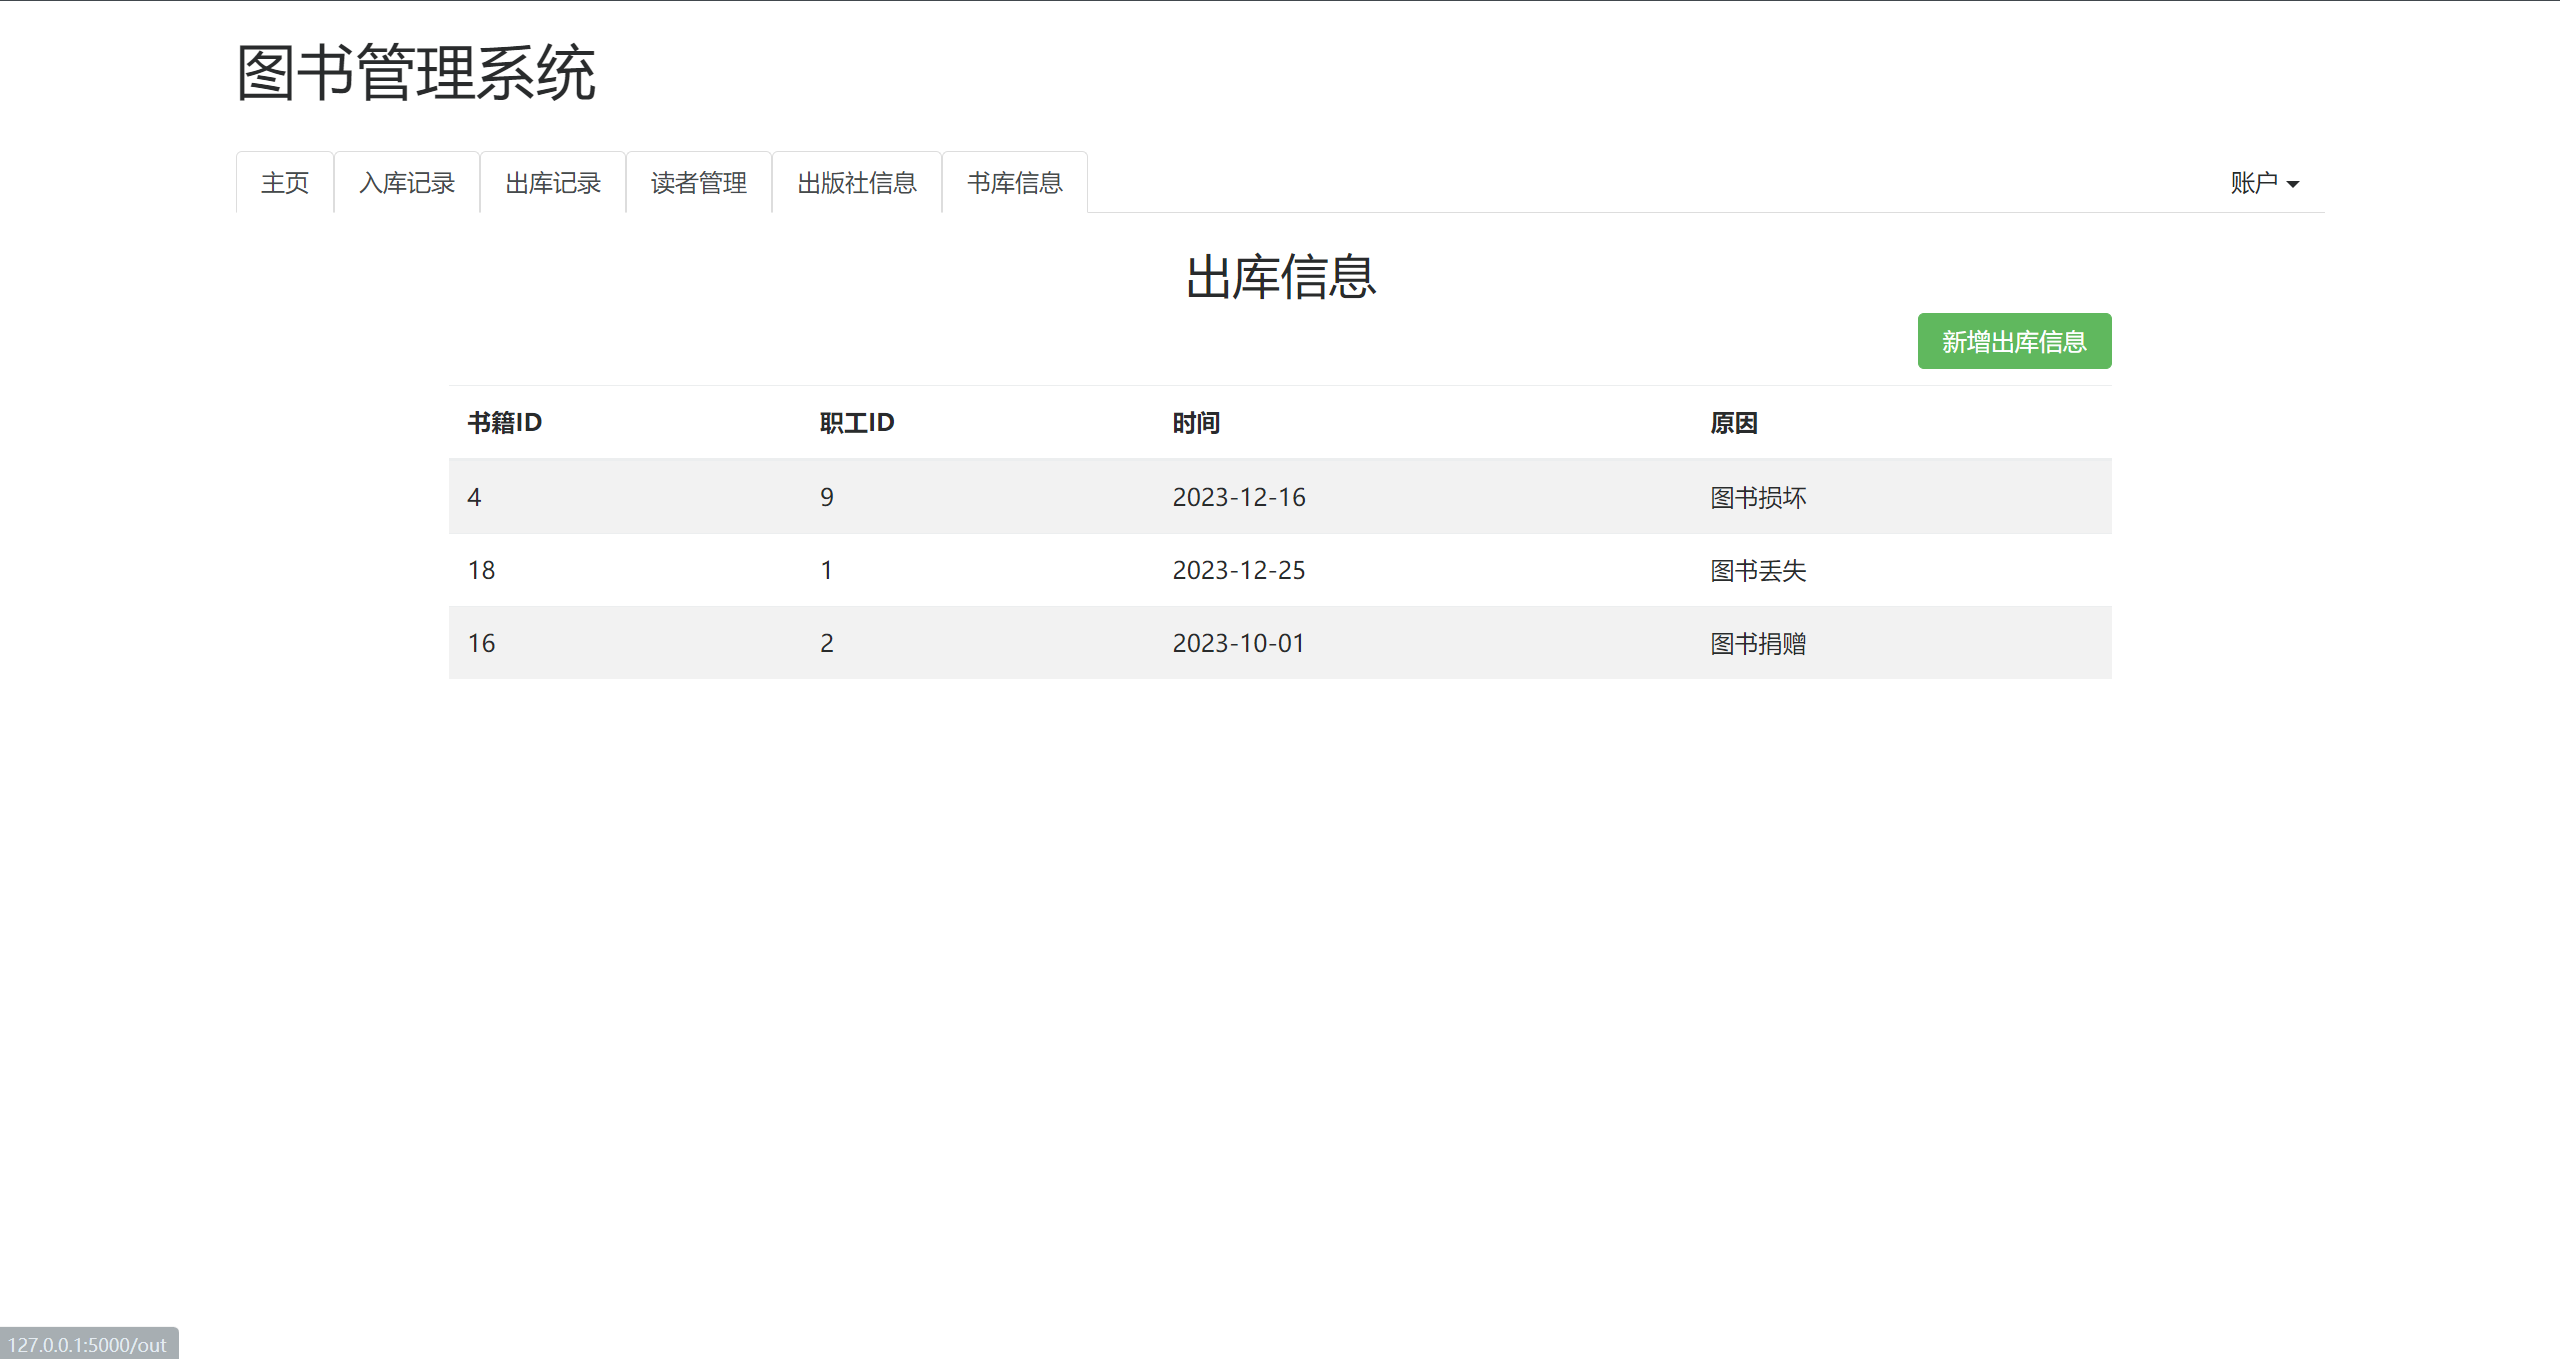 图书管理系统
主页 入库记录 出库记录 读者管理 出版社信息 书库信息 账户
出库信息
新增出库信息
书籍ID 职工ID 时间 原因
4 9 2023-12-16 图书损坏
18 1 2023-12-25 图书丢失
16 2 2023-10-01 图书捐赠
127.0.0.1:5000/out